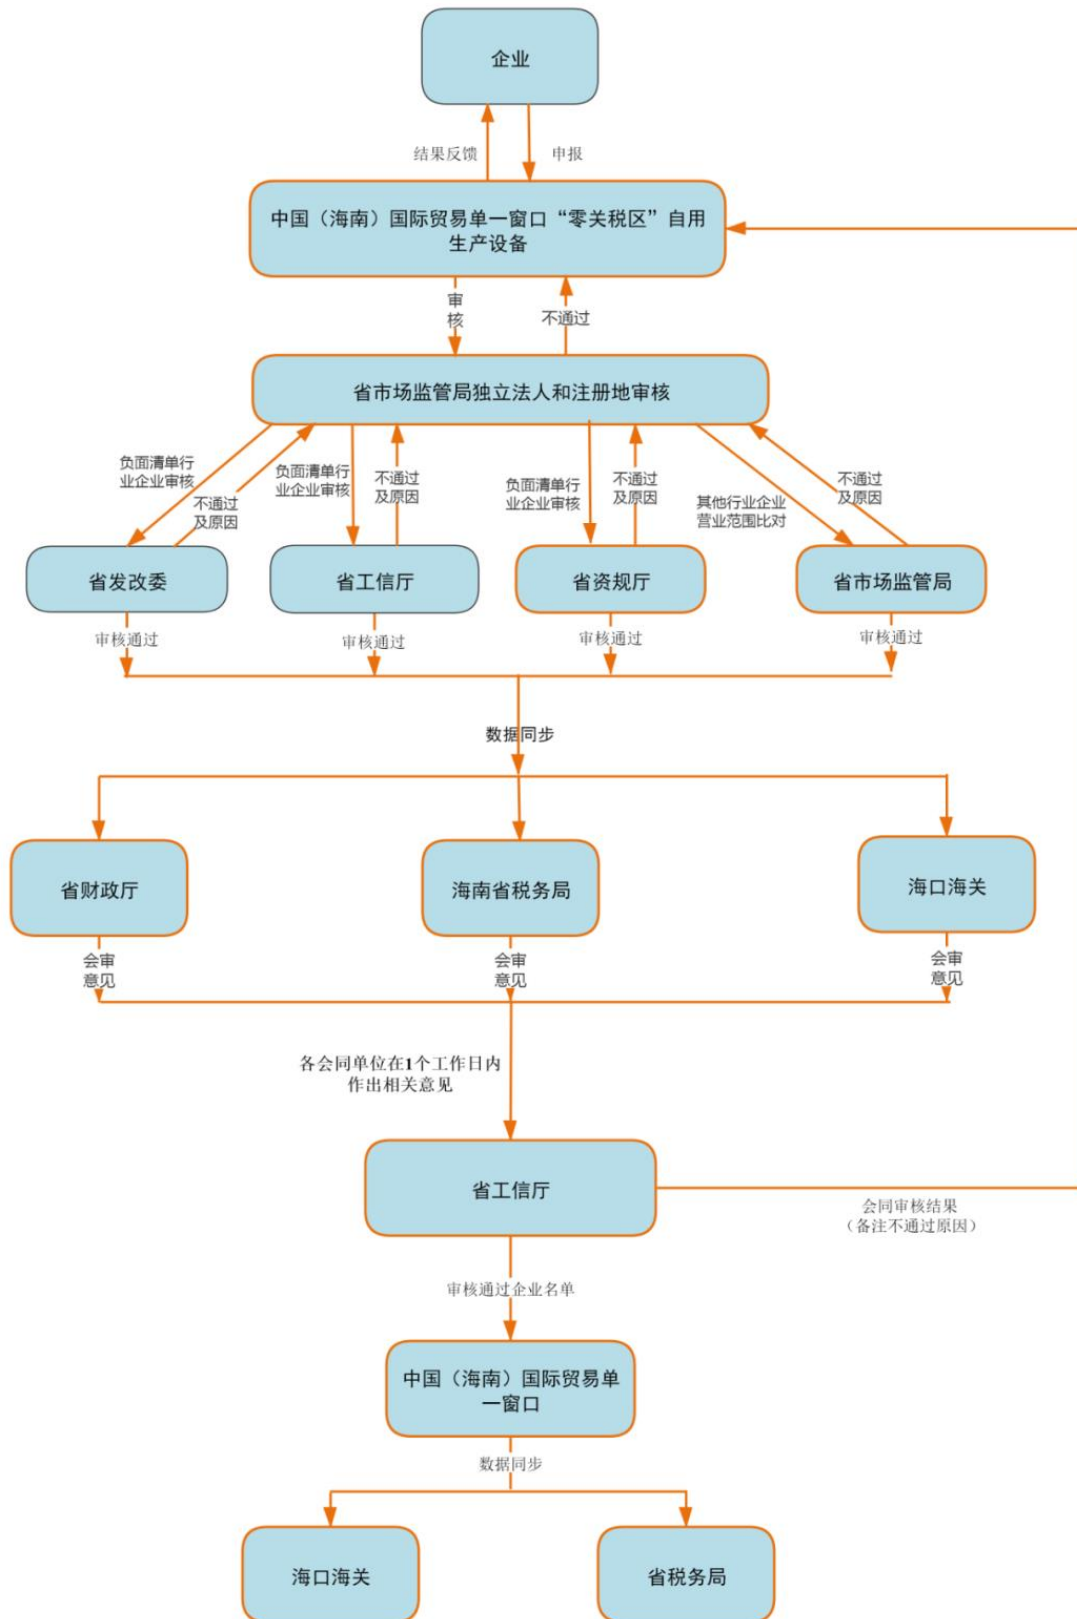 企业
结果反馈
申报
中国（海南）国际贸易单一窗口“零关税区”自用
生产设备
审
核
不通过
省市场监管局独立法人和注册地审核
负面清单行
业企业审核
不通过
及原因
负面清单行
业企业审核
不通过
及原因
负面清单行
业企业审核
不通过
及原因
其他行业企业
营业范围比对
不通过
及原因
省发改委
省工信厅
省资规厅
省市场监管局
审核通过
审核通过
审核通过
审核通过
数据同步
省财政厅
海南省税务局
海口海关
会审
意见
会审
意见
会审
意见
各会同单位在1个工作日内
作出相关意见
省工信厅
会同审核结果
（备注不通过原因）
审核通过企业名单
中国（海南）国际贸易单
一窗口
数据同步
海口海关
省税务局